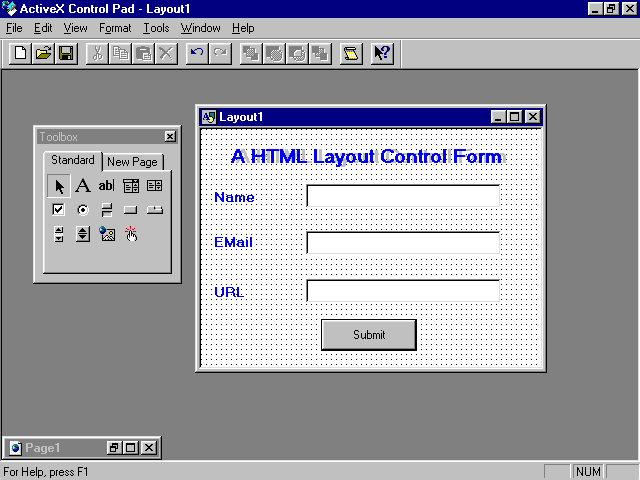 ActiveX Control Pad - Layout1
File Edit View Format Tools Window Help
Toolbox
Standard New Page
A ab|
Layout1
A HTML Layout Control Form
Name
EMail
URL
Submit
Page1
For Help, press F1 NUM